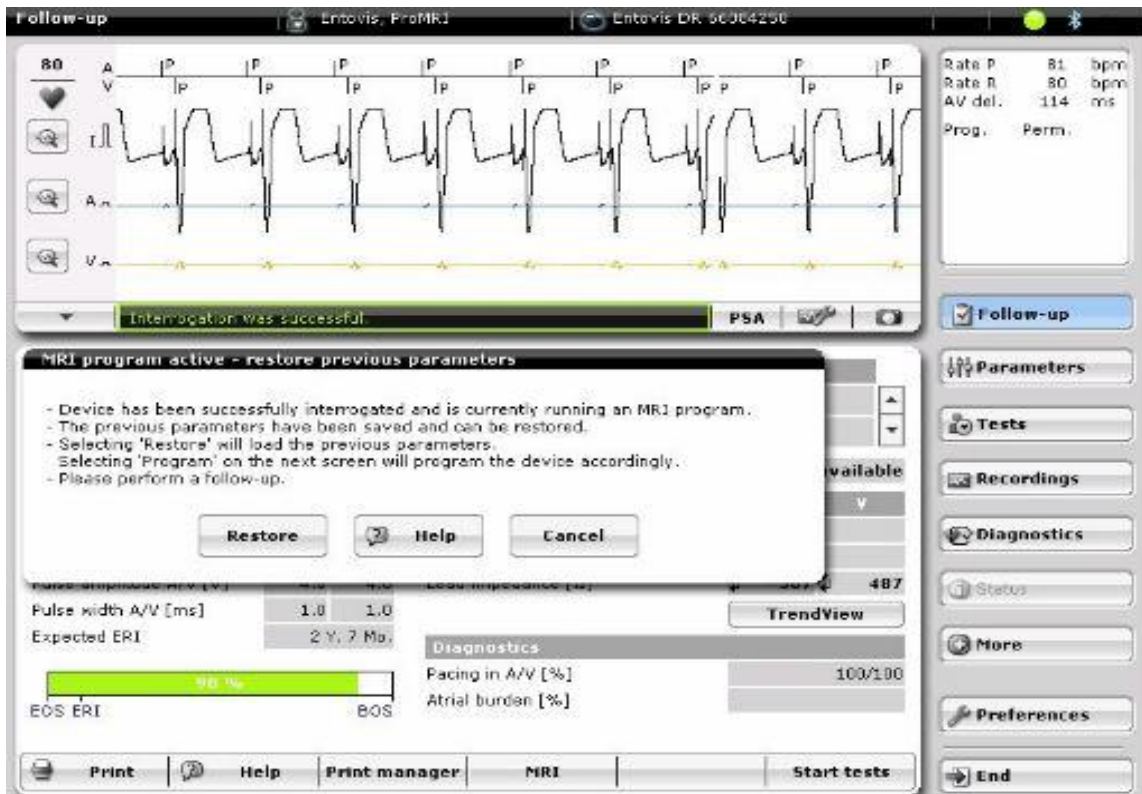 Follow-up
Entovis, ProMRI
Entovis DR 66084250
80
A
V
P P P P P P P P P
P P P P P P P P P P
Rate P 81 bpm
Rate R 80 bpm
AV del. 114 ms
Prog. Perm.
A
V
Interrogation was successful.
PSA
Follow-up
Parameters
Tests
Recordings
Diagnostics
Status
More
Preferences
End
MRI program active - restore previous parameters
- Device has been successfully interrogated and is currently running an MRI program.
- The previous parameters have been saved and can be restored.
- Selecting 'Restore' will load the previous parameters.
Selecting 'Program' on the next screen will program the device accordingly.
- Please perform a follow-up.
Restore
Help
Cancel
available
V
487
Pulse width A/V [ms] 1.0 1.0
TrendView
Expected ERI 2 Y. 7 Mo.
Diagnostics
Pacing in A/V [%] 100/100
Atrial burden [%]
90 %
EOS ERI BOS
Print
Help
Print manager
MRI
Start tests